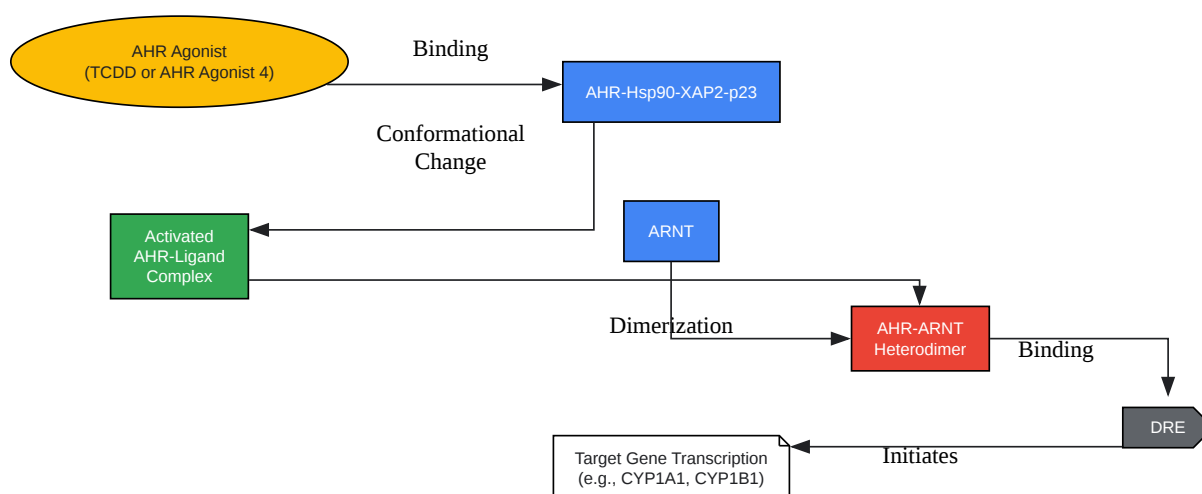 AHR Agonist
(TCDD or AHR Agonist 4)
Binding
AHR-Hsp90-XAP2-p23
Conformational
Change
Activated
AHR-Ligand
Complex
ARNT
Dimerization
AHR-ARNT
Heterodimer
Binding
DRE
Initiates
Target Gene Transcription
(e.g., CYP1A1, CYP1B1)